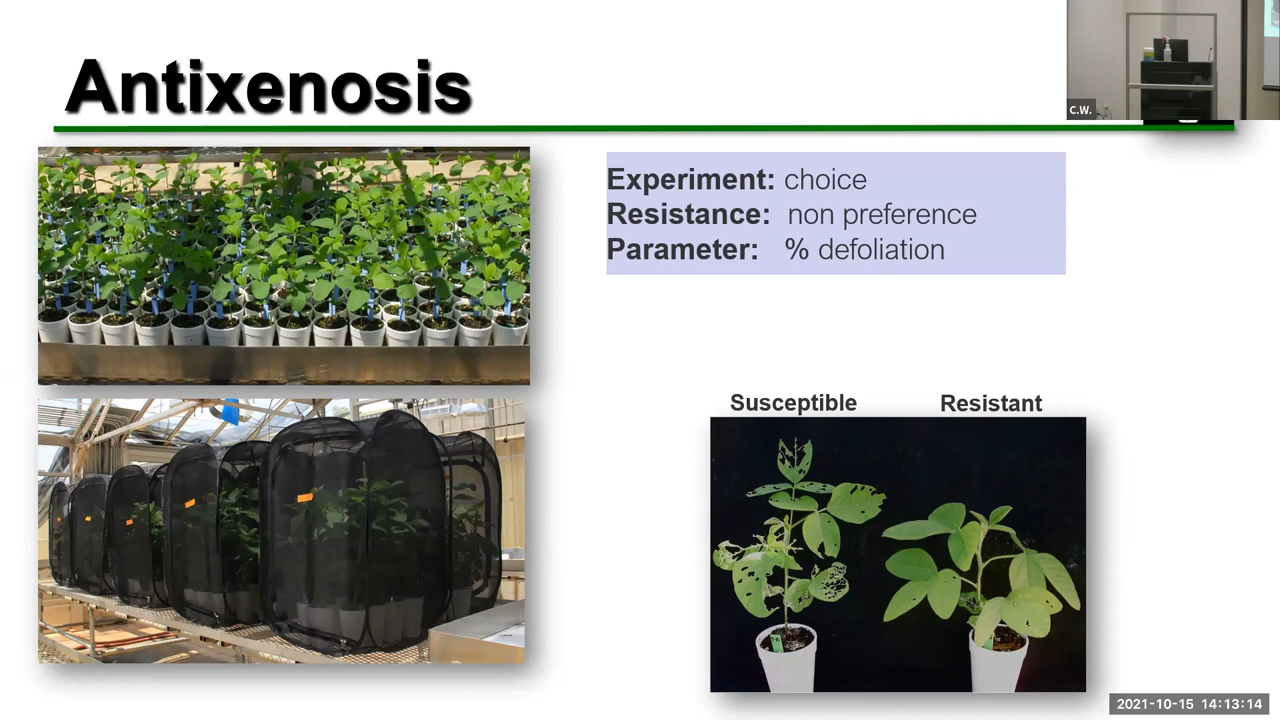 Antixenosis
C.W.
Experiment: choice
Resistance: non preference
Parameter: % defoliation
Susceptible Resistant
2021-10-15 14:13:14